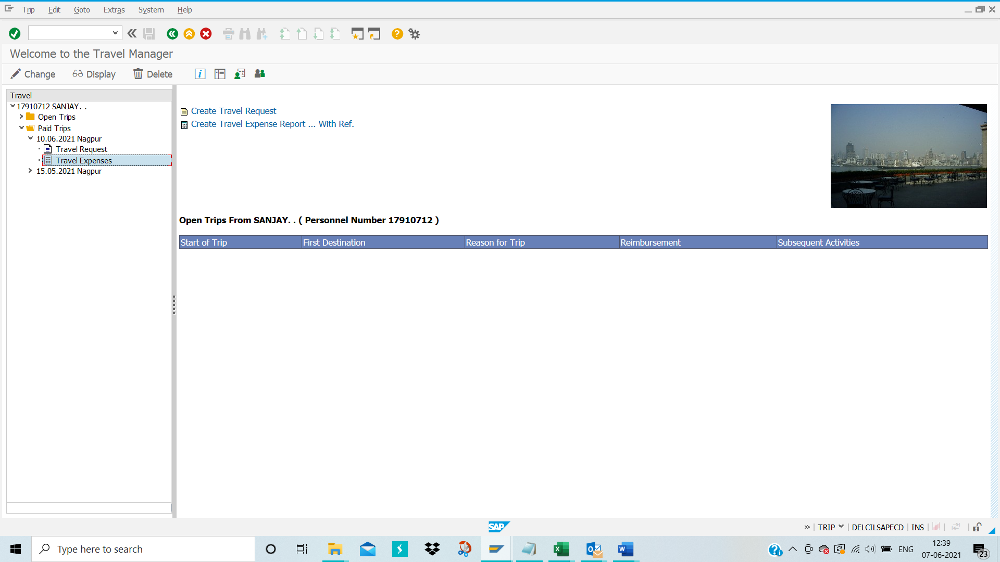 Trip Edit Goto Extras System Help
Welcome to the Travel Manager
Change Display Delete
Travel
17910712 SANJAY. .
Open Trips
Paid Trips
10.06.2021 Nagpur
Travel Request
Travel Expenses
15.05.2021 Nagpur
Create Travel Request
Create Travel Expense Report ... With Ref.
Open Trips From SANJAY. . ( Personnel Number 17910712 )
Start of Trip First Destination Reason for Trip Reimbursement Subsequent Activities
SAP
TRIP DELCILSAPECD INS
Type here to search
ENG
12:39
07-06-2021
23